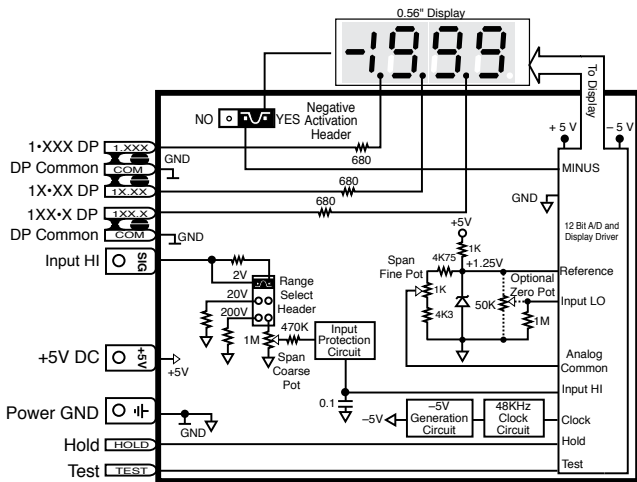 0.56" Display
-1999.
To Display
NO
YES
Negative
Activation
Header
+ 5 V
– 5 V
1•XXX DP
1.XXX
GND
680
DP Common
COM
MINUS
1X•XX DP
1X.XX
680
GND
1XX•X DP
1XX.X
680
DP Common
COM
GND
12 Bit A/D and
Display Driver
Input HI
SIG
+5V
1K
4K75
+1.25V
Reference
Span
Fine Pot
1K
4K3
50K
Optional
Zero Pot
Input LO
1M
2V
20V
200V
Range
Select
Header
1M
470K
Input
Protection
Circuit
Span
Coarse
Pot
+5V DC
+5V
+5V
Analog
Common
0.1
Input HI
Power GND
GND
–5V
–5V
Generation
Circuit
48KHz
Clock
Circuit
Clock
Hold
HOLD
Hold
Test
TEST
Test